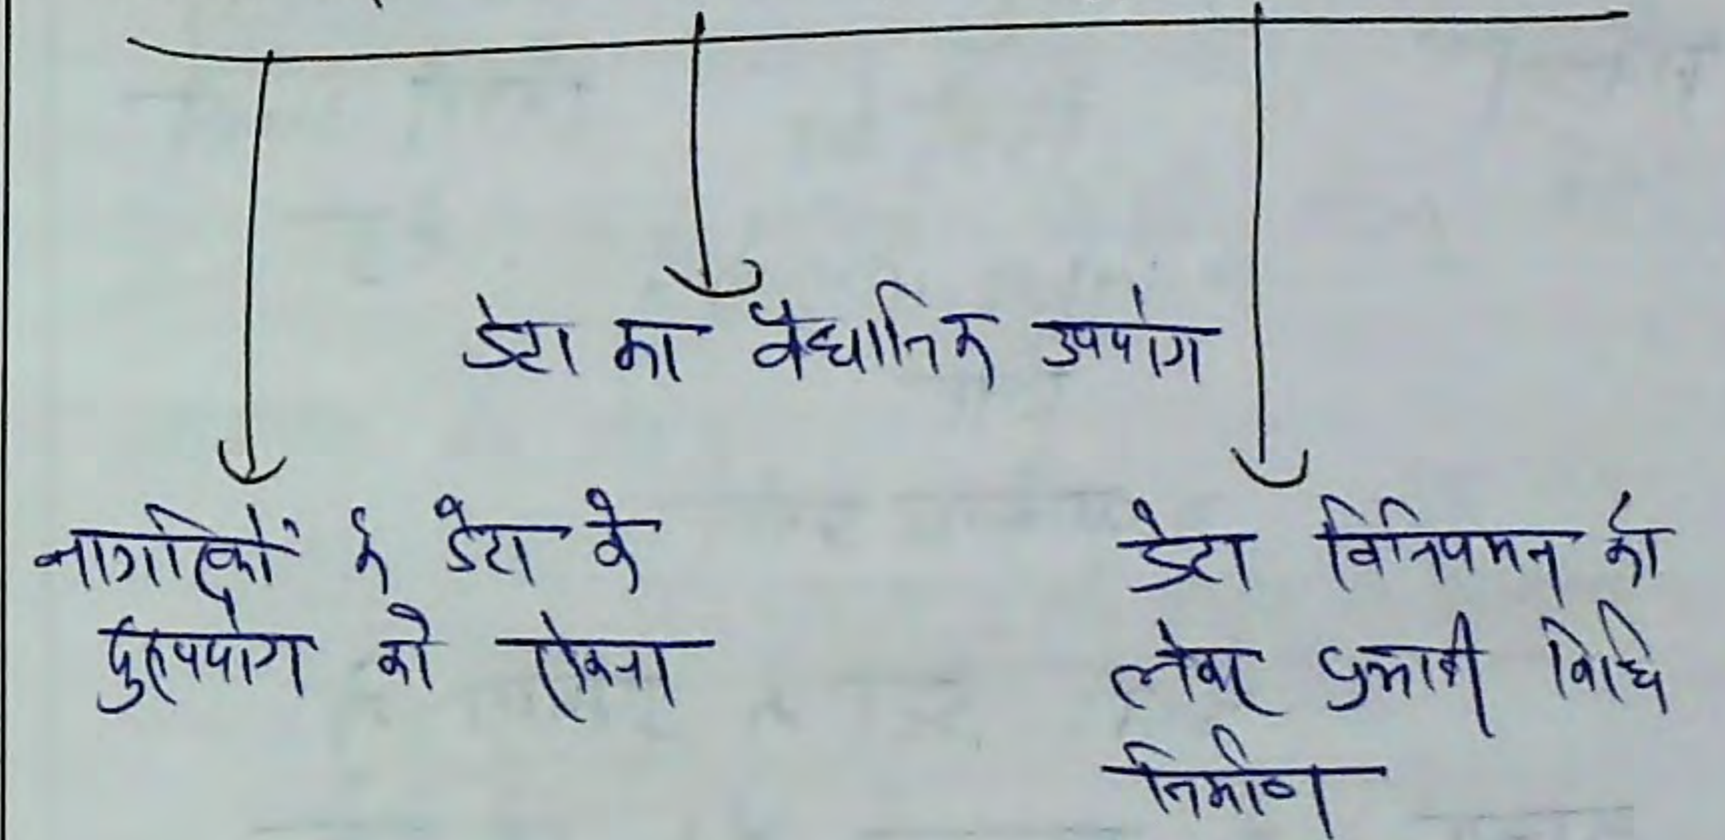 डेटा का वैधानिक उपयोग
नागरिकों के डेटा के
दुरुपयोग को रोकना
डेटा विनियमन को
लेकर प्रभावी विधि
निर्माण